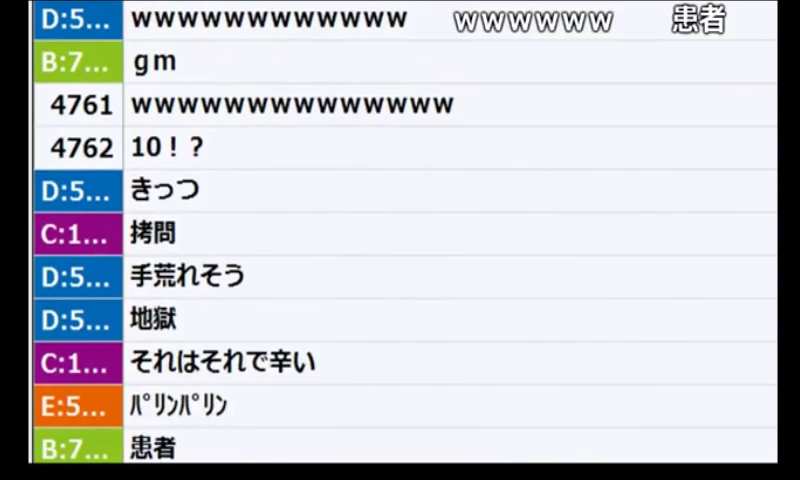 D:5... wwwwwwwwwwwww wwwwwww 患者
B:7... gm
4761 wwwwwwwwwwwwwww
4762 10！？
D:5... きっつ
C:1... 拷問
D:5... 手荒れそう
D:5... 地獄
C:1... それはそれで辛い
E:5... ﾊﾟﾘﾝﾊﾟﾘﾝ
B:7... 患者